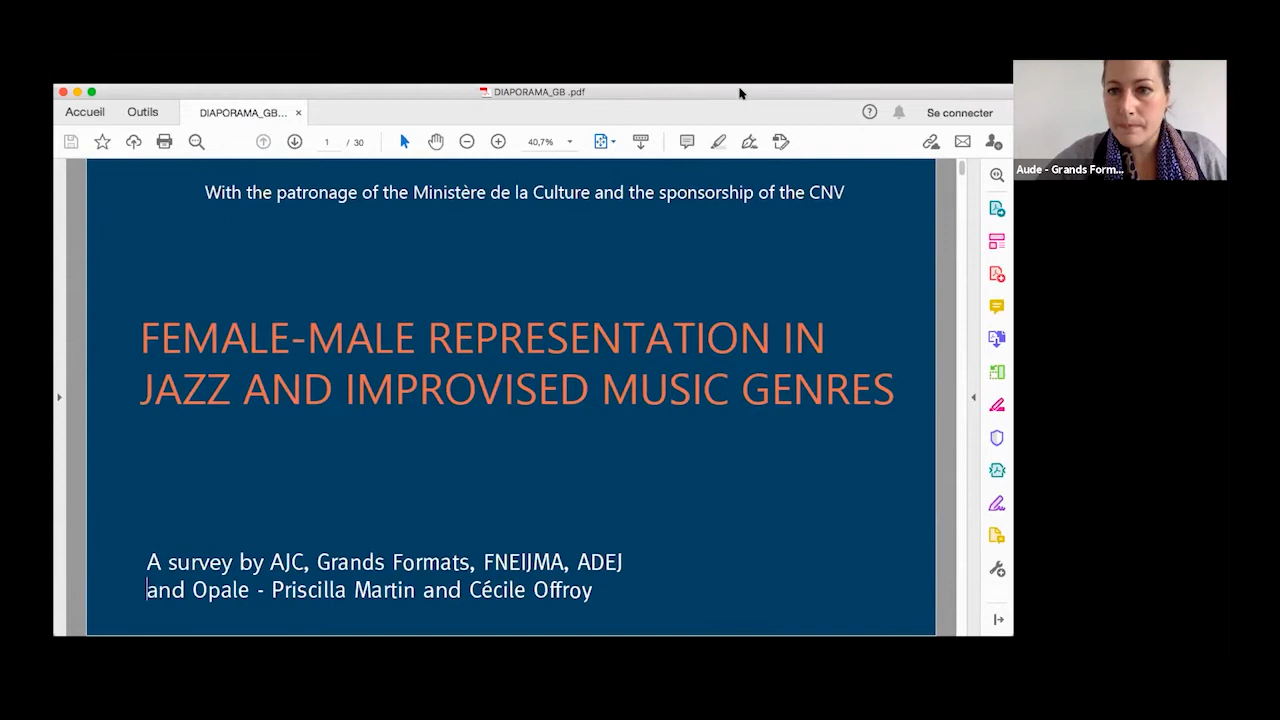 DIAPORAMA_GB .pdf
Accueil
Outils
DIAPORAMA_GB... ×
Se connecter
1 / 30
40,7%
With the patronage of the Ministère de la Culture and the sponsorship of the CNV
FEMALE-MALE REPRESENTATION IN
JAZZ AND IMPROVISED MUSIC GENRES
A survey by AJC, Grands Formats, FNEIJMA, ADEJ
and Opale - Priscilla Martin and Cécile Offroy
Aude - Grands Form...